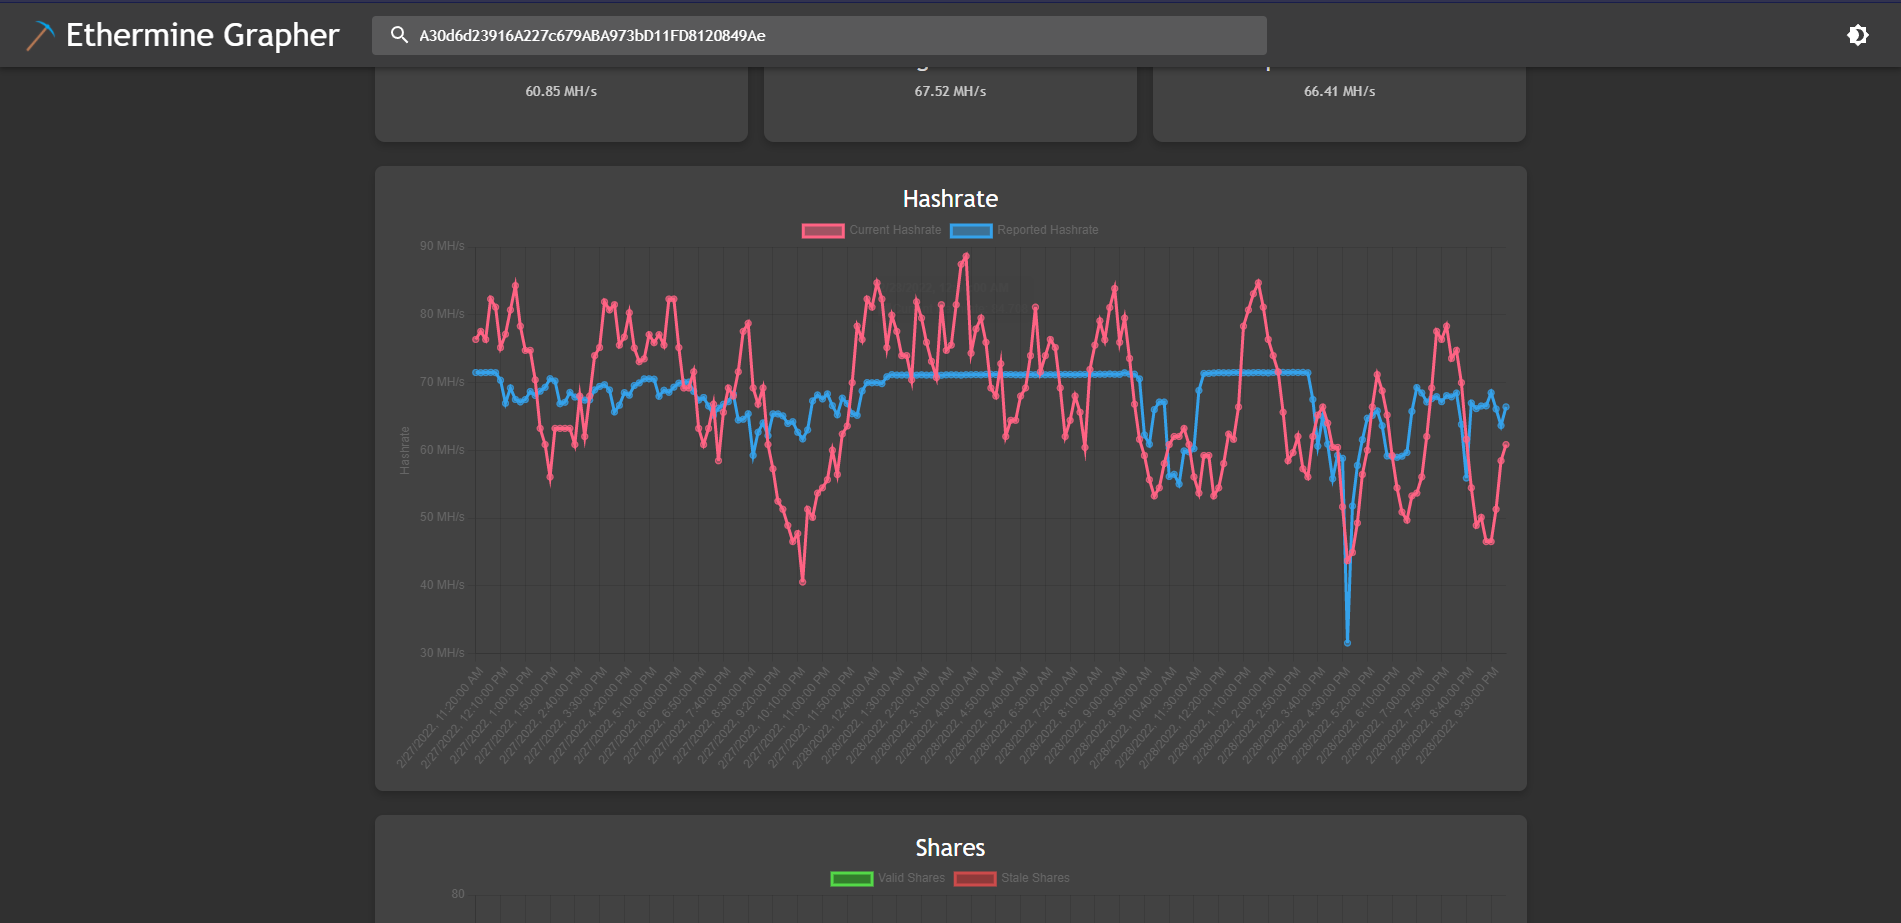 Ethermine Grapher
A30d6d23916A227c679ABA973bD11FD8120849Ae
60.85 MH/s
67.52 MH/s
66.41 MH/s
Hashrate
Current Hashrate
Reported Hashrate
90 MH/s
80 MH/s
70 MH/s
60 MH/s
50 MH/s
40 MH/s
30 MH/s
Hashrate
2/27/2022, 11:20:00 AM
2/27/2022, 12:10:00 PM
2/27/2022, 1:00:00 PM
2/27/2022, 1:50:00 PM
2/27/2022, 2:40:00 PM
2/27/2022, 3:30:00 PM
2/27/2022, 4:20:00 PM
2/27/2022, 5:10:00 PM
2/27/2022, 6:00:00 PM
2/27/2022, 6:50:00 PM
2/27/2022, 7:40:00 PM
2/27/2022, 8:30:00 PM
2/27/2022, 9:20:00 PM
2/27/2022, 10:10:00 PM
2/27/2022, 11:00:00 PM
2/27/2022, 11:50:00 PM
2/28/2022, 12:40:00 AM
2/28/2022, 1:30:00 AM
2/28/2022, 2:20:00 AM
2/28/2022, 3:10:00 AM
2/28/2022, 4:00:00 AM
2/28/2022, 4:50:00 AM
2/28/2022, 5:40:00 AM
2/28/2022, 6:30:00 AM
2/28/2022, 7:20:00 AM
2/28/2022, 8:10:00 AM
2/28/2022, 9:00:00 AM
2/28/2022, 9:50:00 AM
2/28/2022, 10:40:00 AM
2/28/2022, 11:30:00 AM
2/28/2022, 12:20:00 PM
2/28/2022, 1:10:00 PM
2/28/2022, 2:00:00 PM
2/28/2022, 2:50:00 PM
2/28/2022, 3:40:00 PM
2/28/2022, 4:30:00 PM
2/28/2022, 5:20:00 PM
2/28/2022, 6:10:00 PM
2/28/2022, 7:00:00 PM
2/28/2022, 7:50:00 PM
2/28/2022, 8:40:00 PM
2/28/2022, 9:30:00 PM
Shares
Valid Shares
Stale Shares
80